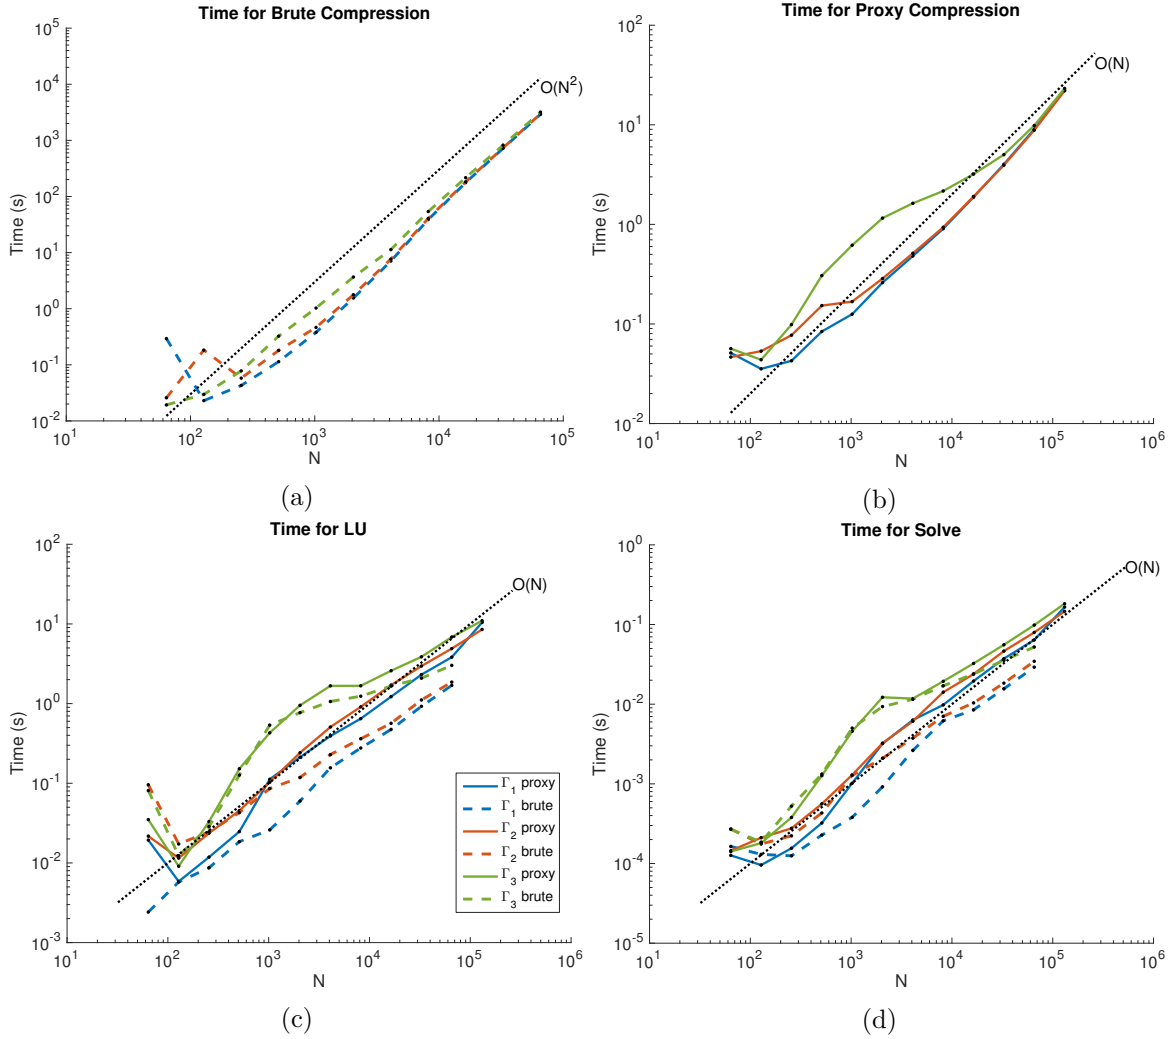 Time for Brute Compression
10^5
10^4
10^3
10^2
10^1
10^0
10^-1
10^-2
Time (s)
O(N^2)
10^1 10^2 10^3 10^4 10^5
N
(a)
Time for Proxy Compression
10^2
10^1
10^0
10^-1
10^-2
Time (s)
O(N)
10^1 10^2 10^3 10^4 10^5 10^6
N
(b)
Time for LU
10^2
10^1
10^0
10^-1
10^-2
10^-3
Time (s)
O(N)
Γ_1 proxy
Γ_1 brute
Γ_2 proxy
Γ_2 brute
Γ_3 proxy
Γ_3 brute
10^1 10^2 10^3 10^4 10^5 10^6
N
(c)
Time for Solve
10^0
10^-1
10^-2
10^-3
10^-4
10^-5
Time (s)
O(N)
10^1 10^2 10^3 10^4 10^5 10^6
N
(d)